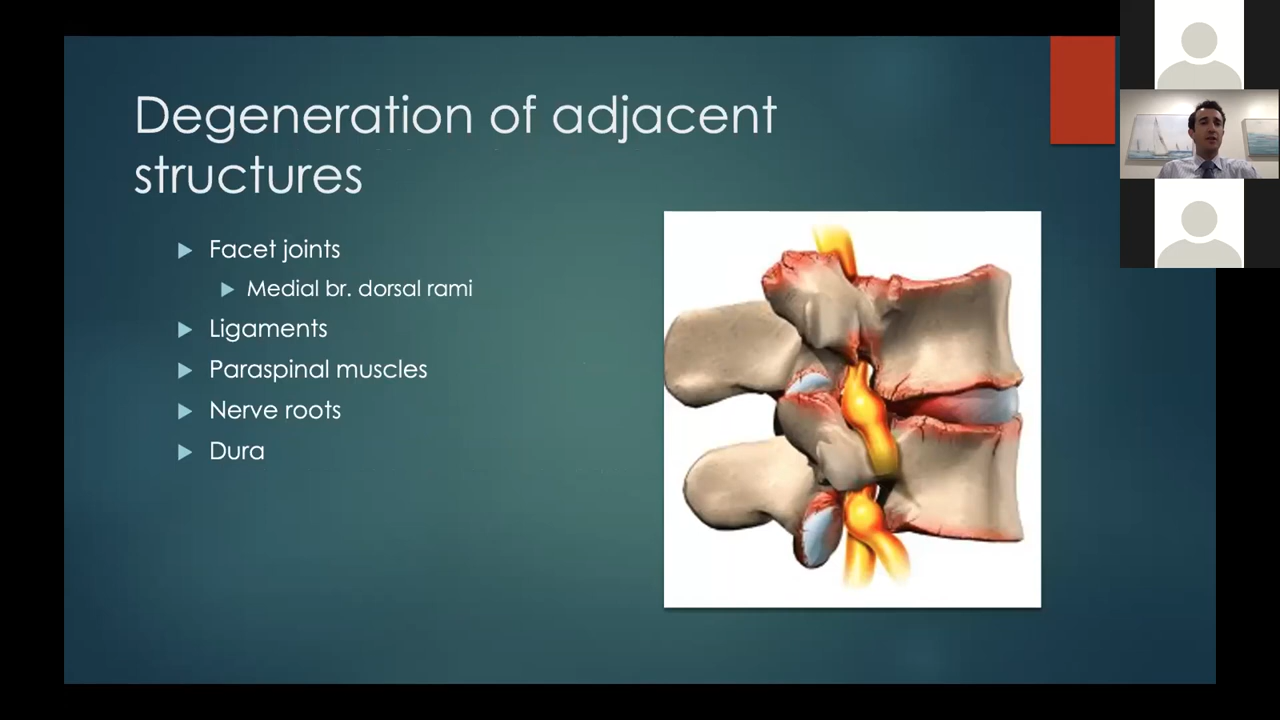 Degeneration of adjacent
structures
Facet joints
Medial br. dorsal rami
Ligaments
Paraspinal muscles
Nerve roots
Dura